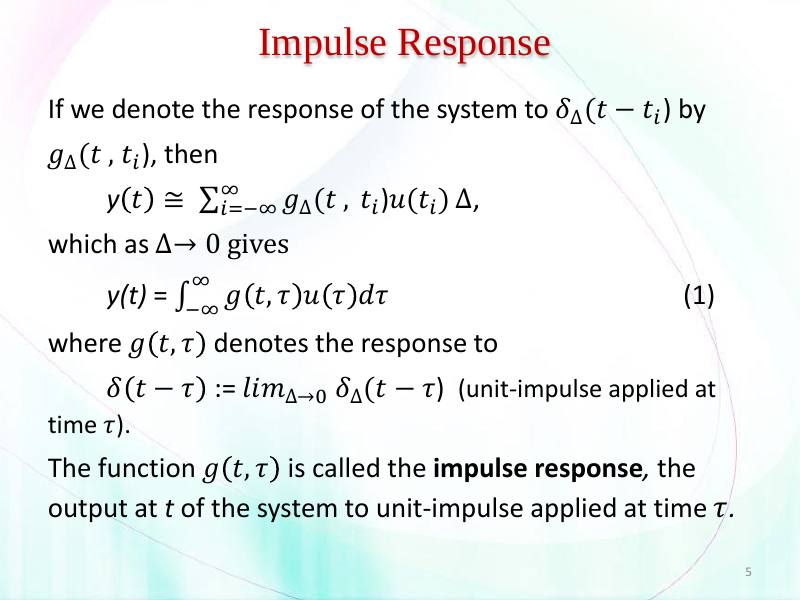 Impulse Response
If we denote the response of the system to 𝛿_Δ(𝑡 − 𝑡_𝑖) by
𝑔_Δ(𝑡 , 𝑡_𝑖), then
𝑦(𝑡) ≅ ∑_{𝑖=−∞}^{∞} 𝑔_Δ(𝑡 , 𝑡_𝑖)𝑢(𝑡_𝑖) Δ,
which as Δ→ 0 gives
y(t) = ∫_{−∞}^{∞} 𝑔(𝑡, 𝜏)𝑢(𝜏)𝑑𝜏 (1)
where 𝑔(𝑡, 𝜏) denotes the response to
𝛿(𝑡 − 𝜏) := 𝑙𝑖𝑚_{Δ→0} 𝛿_Δ(𝑡 − 𝜏) (unit-impulse applied at
time 𝜏).
The function 𝑔(𝑡, 𝜏) is called the impulse response, the
output at t of the system to unit-impulse applied at time 𝜏.
5